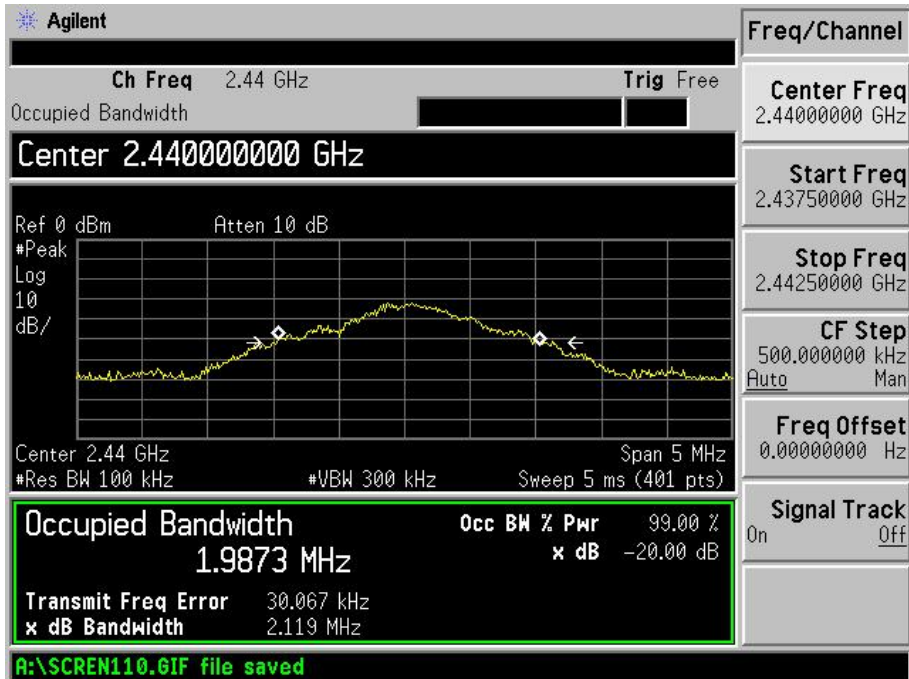 Agilent
Freq/Channel
Ch Freq 2.44 GHz Trig Free
Occupied Bandwidth
Center 2.440000000 GHz
Ref 0 dBm Atten 10 dB
#Peak
Log
10
dB/
Center 2.44 GHz Span 5 MHz
#Res BW 100 kHz #VBW 300 kHz Sweep 5 ms (401 pts)
Occupied Bandwidth Occ BW % Pwr 99.00 %
1.9873 MHz x dB -20.00 dB
Transmit Freq Error 30.067 kHz
x dB Bandwidth 2.119 MHz
A:\SCREN110.GIF file saved
Center Freq
2.44000000 GHz
Start Freq
2.43750000 GHz
Stop Freq
2.44250000 GHz
CF Step
500.000000 kHz
Auto Man
Freq Offset
0.00000000 Hz
Signal Track
On Off